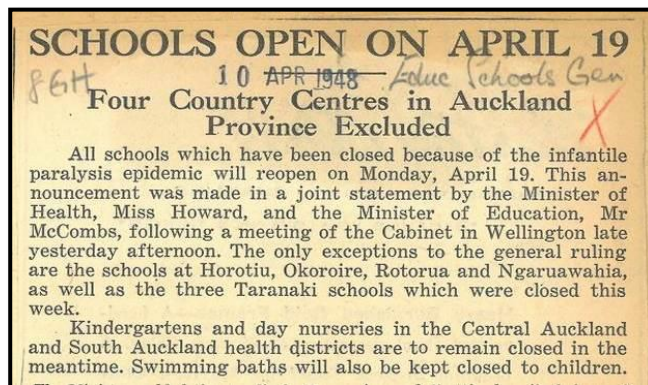 SCHOOLS OPEN ON APRIL 19
10 APR 1948 Educ Schools Gen
Four Country Centres in Auckland
Province Excluded
All schools which have been closed because of the infantile
paralysis epidemic will reopen on Monday, April 19. This an-
nouncement was made in a joint statement by the Minister of
Health, Miss Howard, and the Minister of Education, Mr
McCombs, following a meeting of the Cabinet in Wellington late
yesterday afternoon. The only exceptions to the general ruling
are the schools at Horotiu, Okoroire, Rotorua and Ngaruawahia,
as well as the three Taranaki schools which were closed this
week.
Kindergartens and day nurseries in the Central Auckland
and South Auckland health districts are to remain closed in the
meantime. Swimming baths will also be kept closed to children.